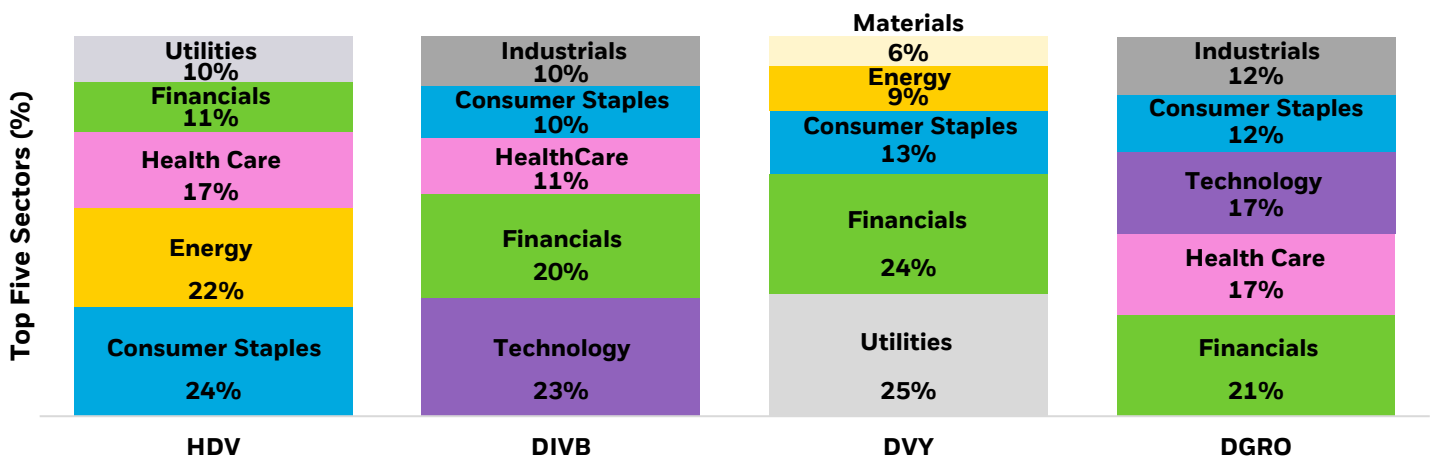 Top Five Sectors (%)
Utilities
10%
Financials
11%
Health Care
17%
Energy
22%
Consumer Staples
24%
HDV
Industrials
10%
Consumer Staples
10%
HealthCare
11%
Financials
20%
Technology
23%
DIVB
Materials
6%
Energy
9%
Consumer Staples
13%
Financials
24%
Utilities
25%
DVY
Industrials
12%
Consumer Staples
12%
Technology
17%
Health Care
17%
Financials
21%
DGRO